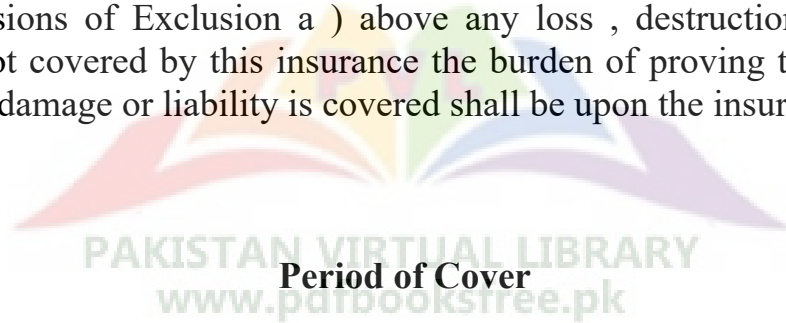 sions of Exclusion a ) above any loss , destruction
ot covered by this insurance the burden of proving t
damage or liability is covered shall be upon the insur
PVL
PAKISTAN VIRTUAL LIBRARY
Period of Cover
www.pdfbooksfree.pk